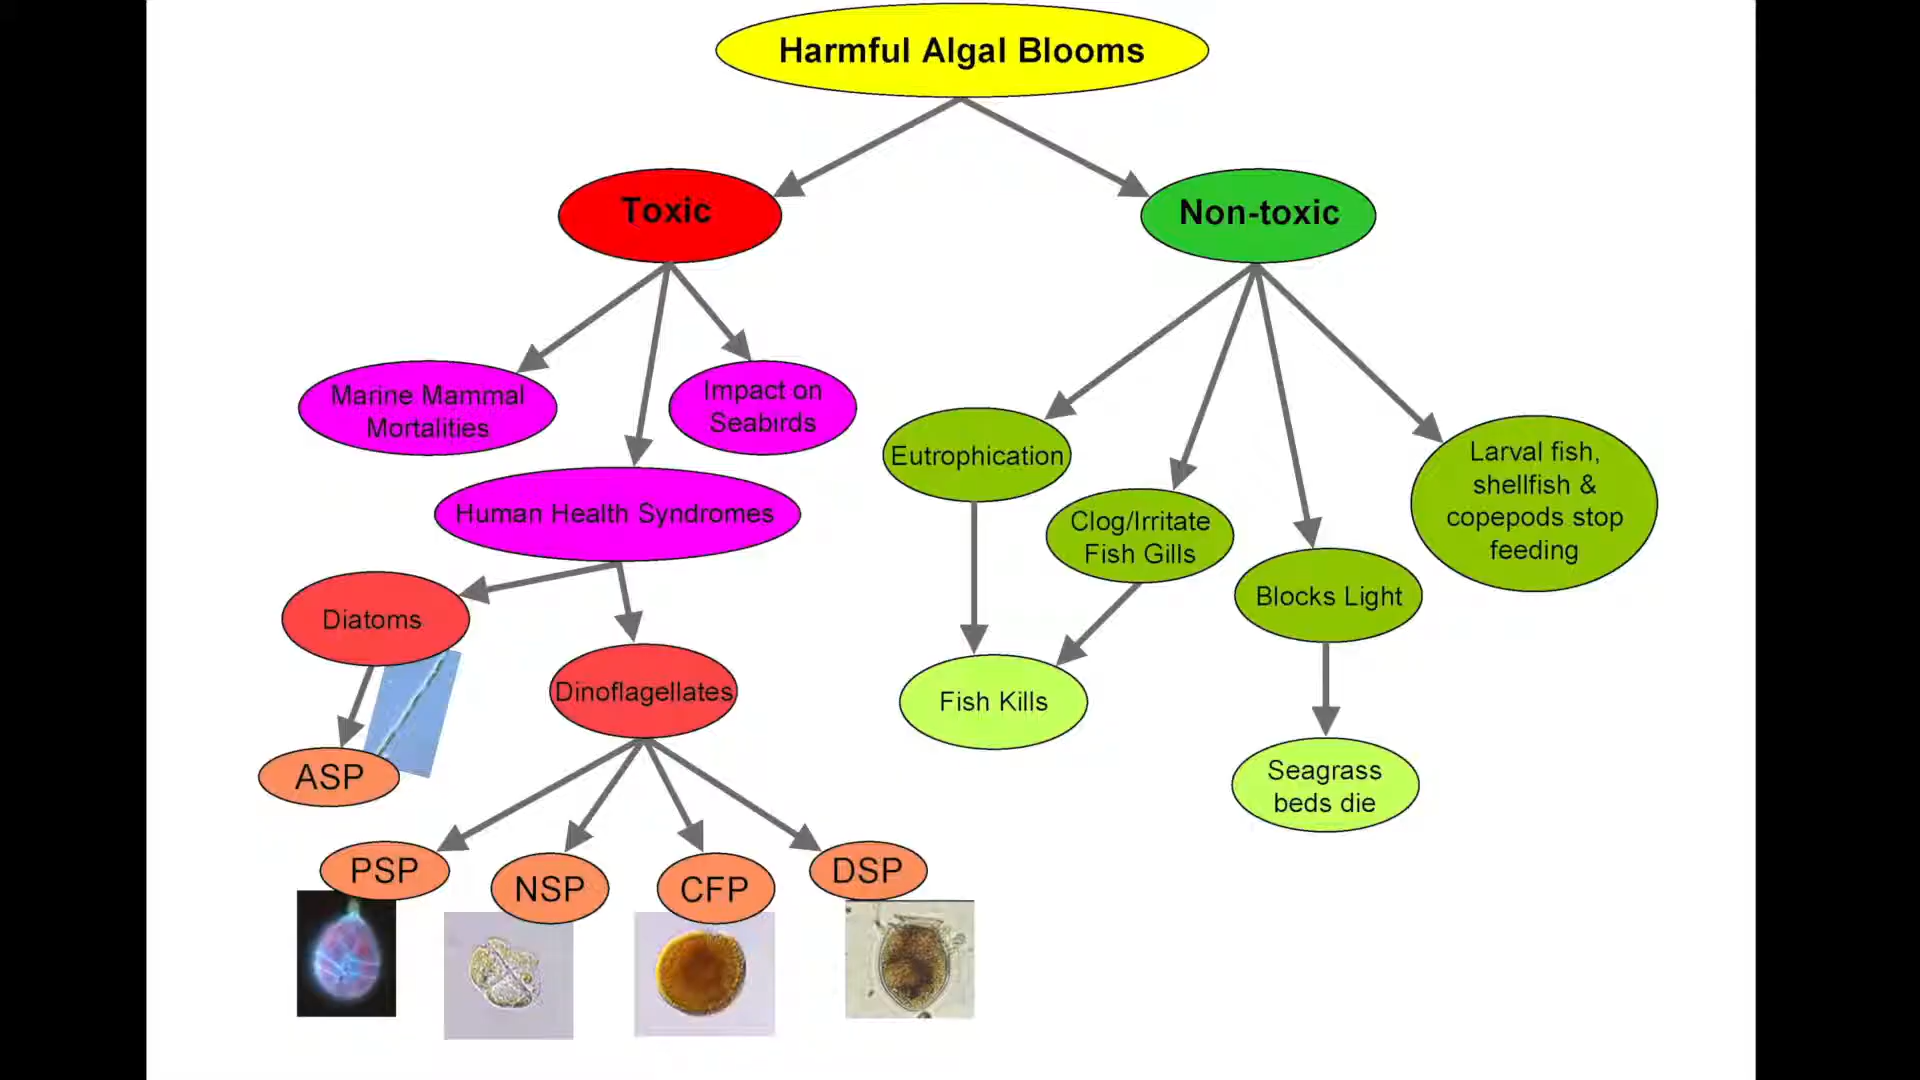 Harmful Algal Blooms
Toxic
Non-toxic
Marine Mammal
Mortalities
Impact on
Seabirds
Human Health Syndromes
Eutrophication
Clog/Irritate
Fish Gills
Blocks Light
Larval fish,
shellfish &
copepods stop
feeding
Diatoms
Dinoflagellates
Fish Kills
Seagrass
beds die
ASP
PSP
NSP
CFP
DSP